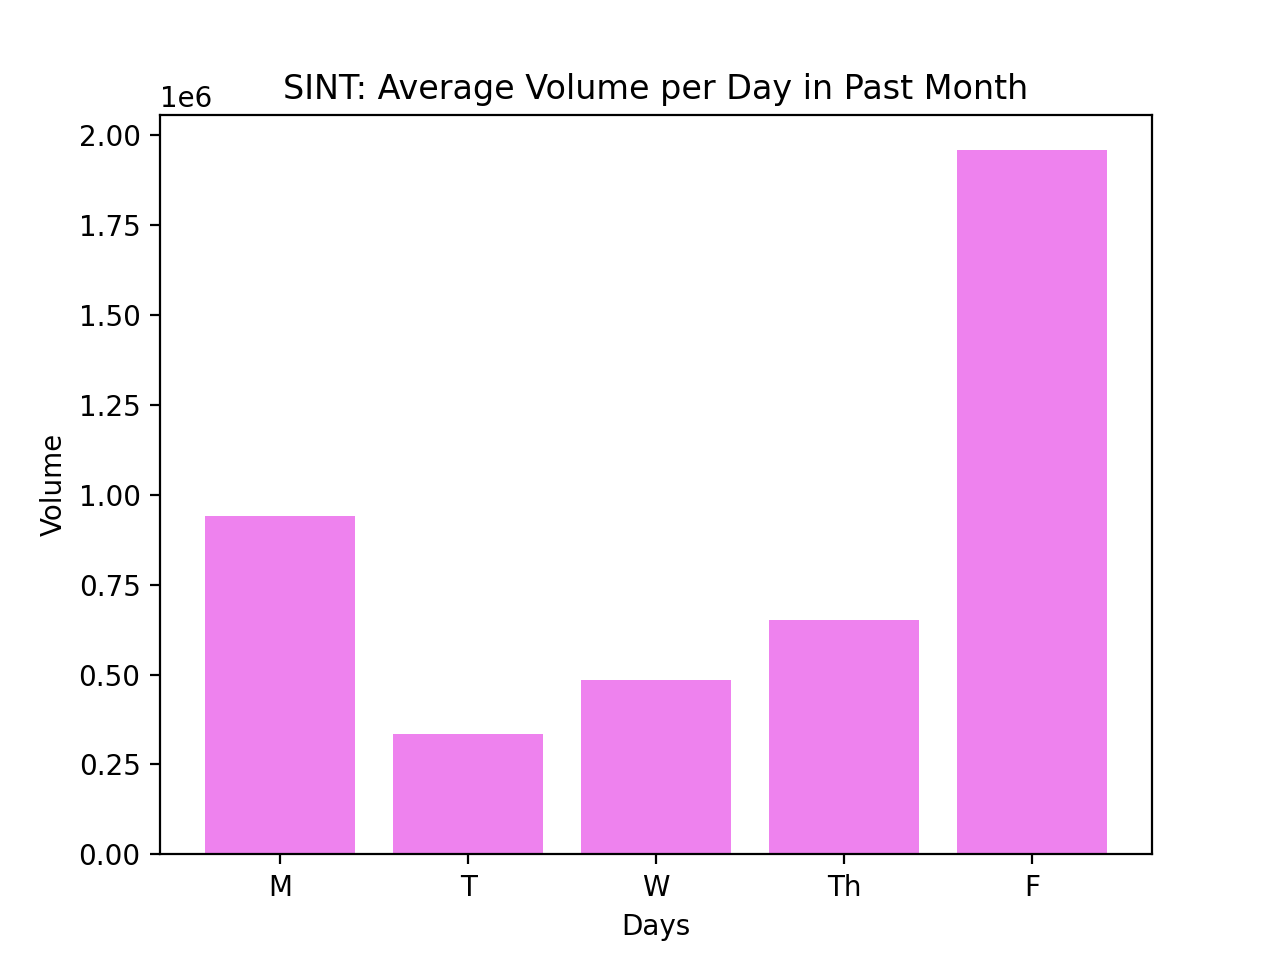 SINT: Average Volume per Day in Past Month
1e6
2.00
1.75
1.50
1.25
1.00
0.75
0.50
0.25
0.00
Volume
M T W Th F
Days